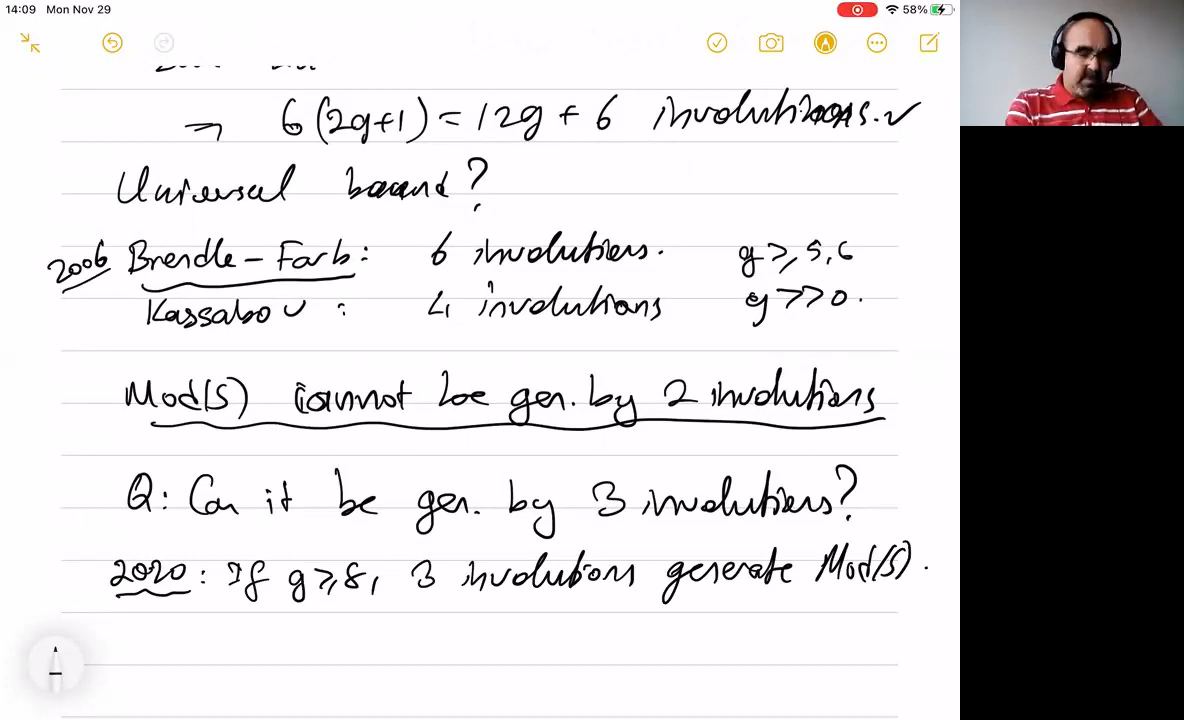 14:09 Mon Nov 29
58%
⇒ 6(2g+1) = 12g + 6 involutions. ✓
Universal bound?
2006 Brendle – Farb: 6 involutions. g ≥ 5, 6
Kassabov : 4 involutions g >> 0.
Mod(S) cannot be gen. by 2 involutions
Q: Can it be gen. by 3 involutions?
2020: If g ≥ 8, 3 involutions generate Mod(S).